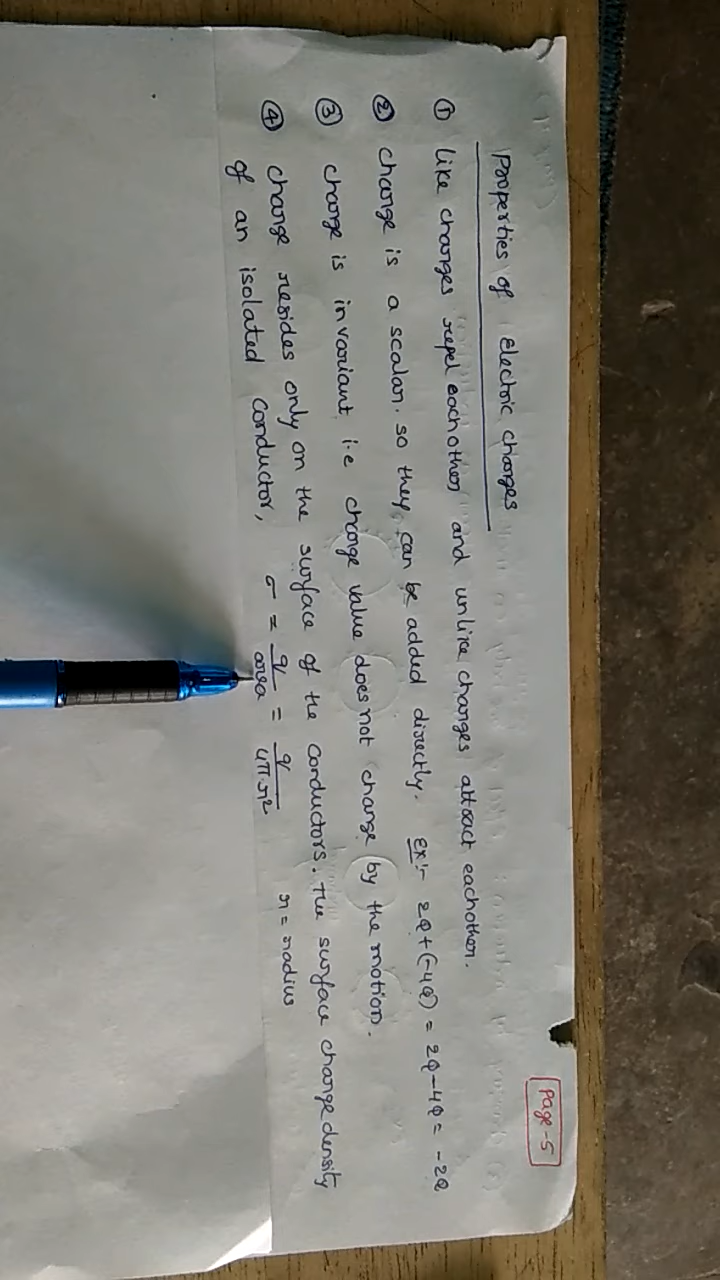 Page-5
Properties of electric charges
① like charges repel eachother and unlike charges attract eachother.
② charge is a scalar. so they can be added directly. Ex:- 2Q+(-4Q) = 2Q-4Q = -2Q
③ charge is invariant i.e charge value does not change by the motion.
④ charge resides only on the surface of the conductors. The surface charge density
of an isolated conductor, σ = q/area = q/4πr² r = radius